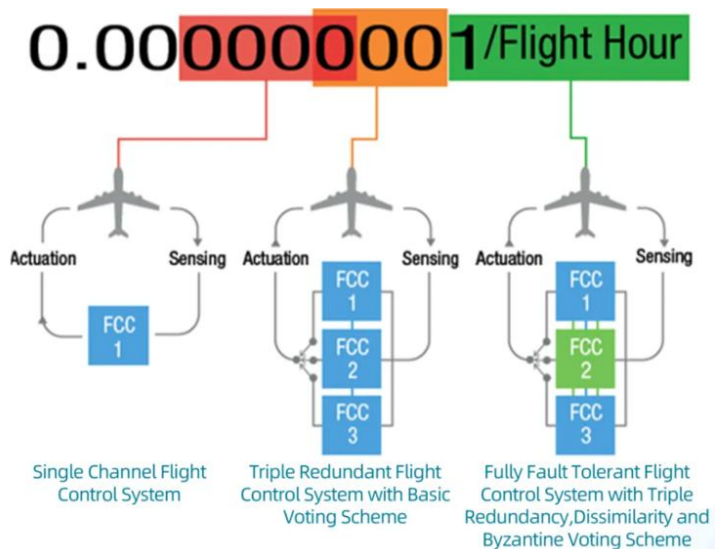 0.000000001/Flight Hour
Actuation
Sensing
FCC
1
Single Channel Flight
Control System
Actuation
Sensing
FCC
1
FCC
2
FCC
3
Triple Redundant Flight
Control System with Basic
Voting Scheme
Actuation
Sensing
FCC
1
FCC
2
FCC
3
Fully Fault Tolerant Flight
Control System with Triple
Redundancy,Dissimilarity and
Byzantine Voting Scheme